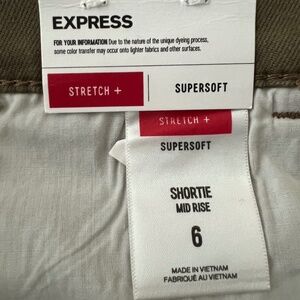 EXPRESS
FOR YOUR INFORMATION Due to the nature of the unique dyeing process,
some color transfer may occur onto lighter fabrics and other surfaces.
STRETCH + SUPERSOFT
STRETCH +
SUPERSOFT
SHORTIE
MID RISE
6
MADE IN VIETNAM
FABRIQUÉ AU VIETNAM